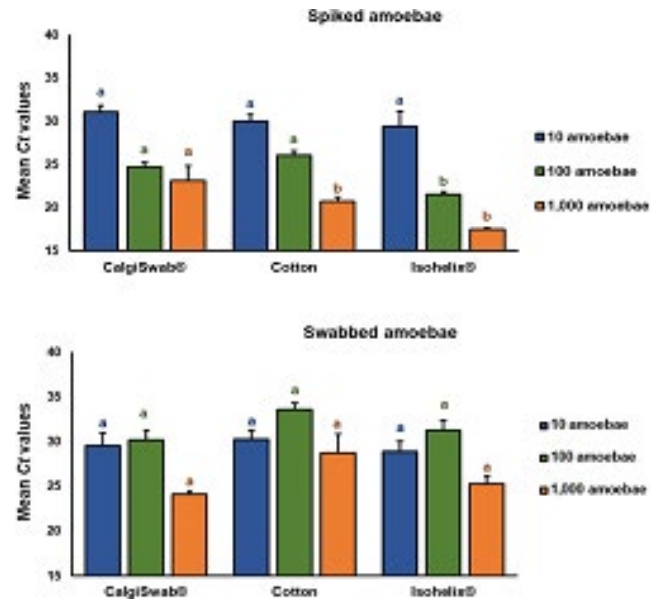 Spiked amoebae
Mean Ct values
40
35
30
25
20
15
a
a
a
a
a
b
a
b
b
CalgiSwab®
Cotton
Isohelix®
10 amoebae
100 amoebae
1,000 amoebae
Swabbed amoebae
Mean Ct values
40
35
30
25
20
15
a
a
a
a
a
a
a
a
a
CalgiSwab®
Cotton
Isohelix®
10 amoebae
100 amoebae
1,000 amoebae